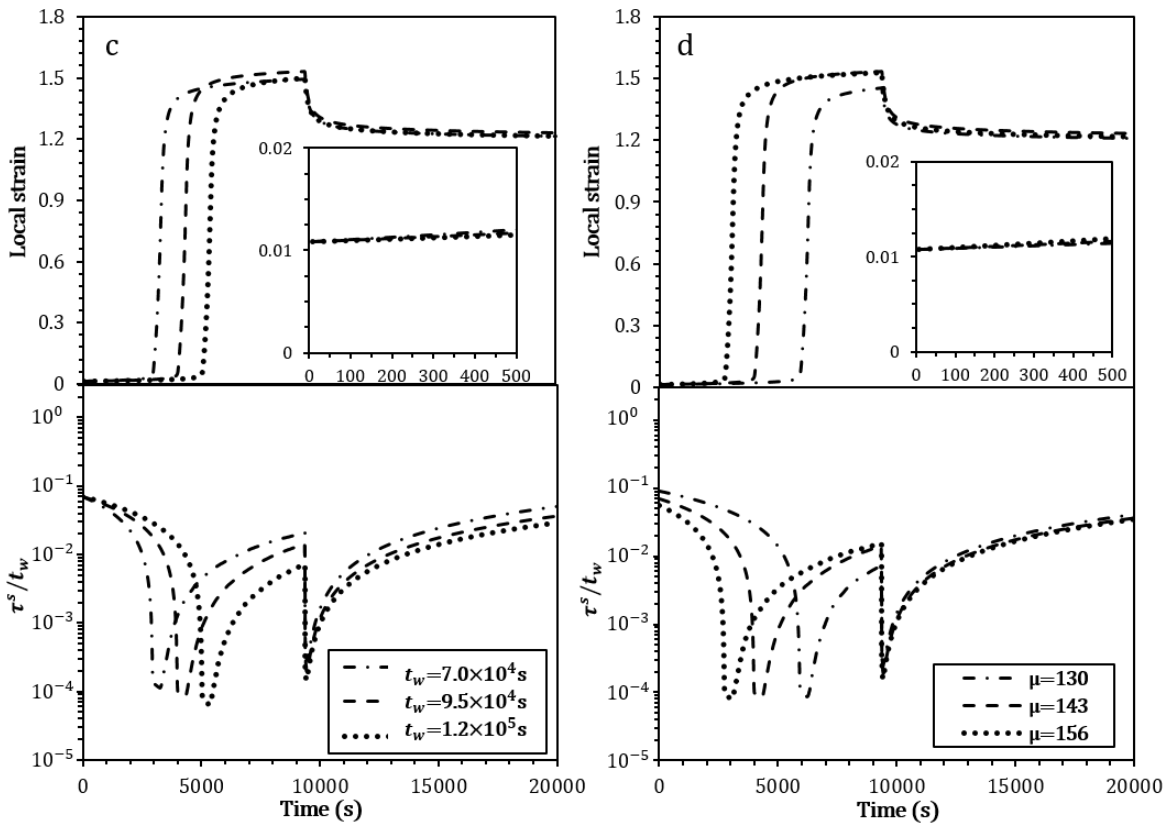 c
1.8
1.5
1.2
0.9
0.6
0.3
0
Local strain
0.02
0.01
0
0 100 200 300 400 500
10⁰
10⁻¹
10⁻²
10⁻³
10⁻⁴
10⁻⁵
τˢ/t_w
t_w=7.0×10⁴s
t_w=9.5×10⁴s
t_w=1.2×10⁵s
0 5000 10000 15000 20000
Time (s)
d
1.8
1.5
1.2
0.9
0.6
0.3
0
Local strain
0.02
0.01
0
0 100 200 300 400 500
10⁰
10⁻¹
10⁻²
10⁻³
10⁻⁴
10⁻⁵
τˢ/t_w
μ=130
μ=143
μ=156
0 5000 10000 15000 20000
Time (s)